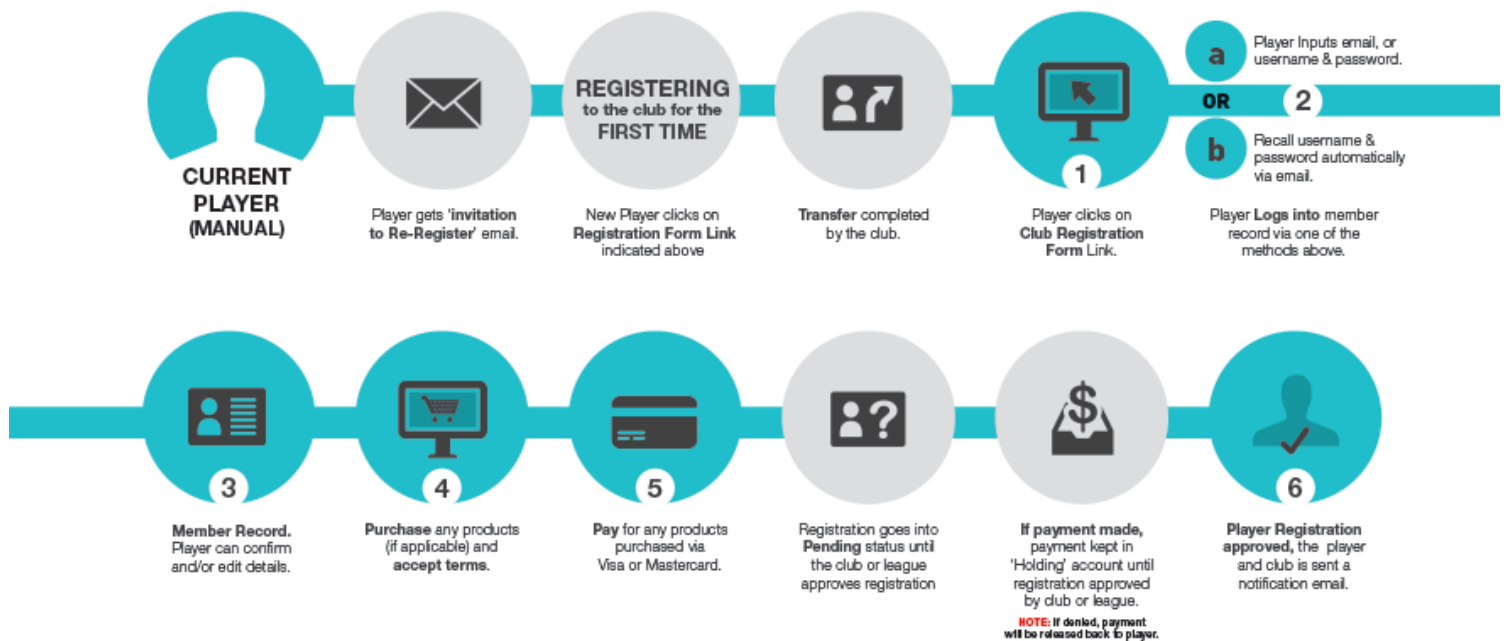 CURRENT
PLAYER
(MANUAL)
Player gets 'invitation
to Re-Register' email.
REGISTERING
to the club for the
FIRST TIME
New Player clicks on
Registration Form Link
indicated above
Transfer completed
by the club.
1
Player clicks on
Club Registration
Form Link.
a
Player Inputs email, or
username & password.
OR
2
b
Recall username &
password automatically
via email.
Player Logs into member
record via one of the
methods above.
3
Member Record.
Player can confirm
and/or edit details.
4
Purchase any products
(if applicable) and
accept terms.
5
Pay for any products
purchased via
Visa or Mastercard.
?
Registration goes into
Pending status until
the club or league
approves registration
$
If payment made,
payment kept in
'Holding' account until
registration approved
by club or league.
NOTE: If denied, payment
will be released back to player.
6
Player Registration
approved, the player
and club is sent a
notification email.